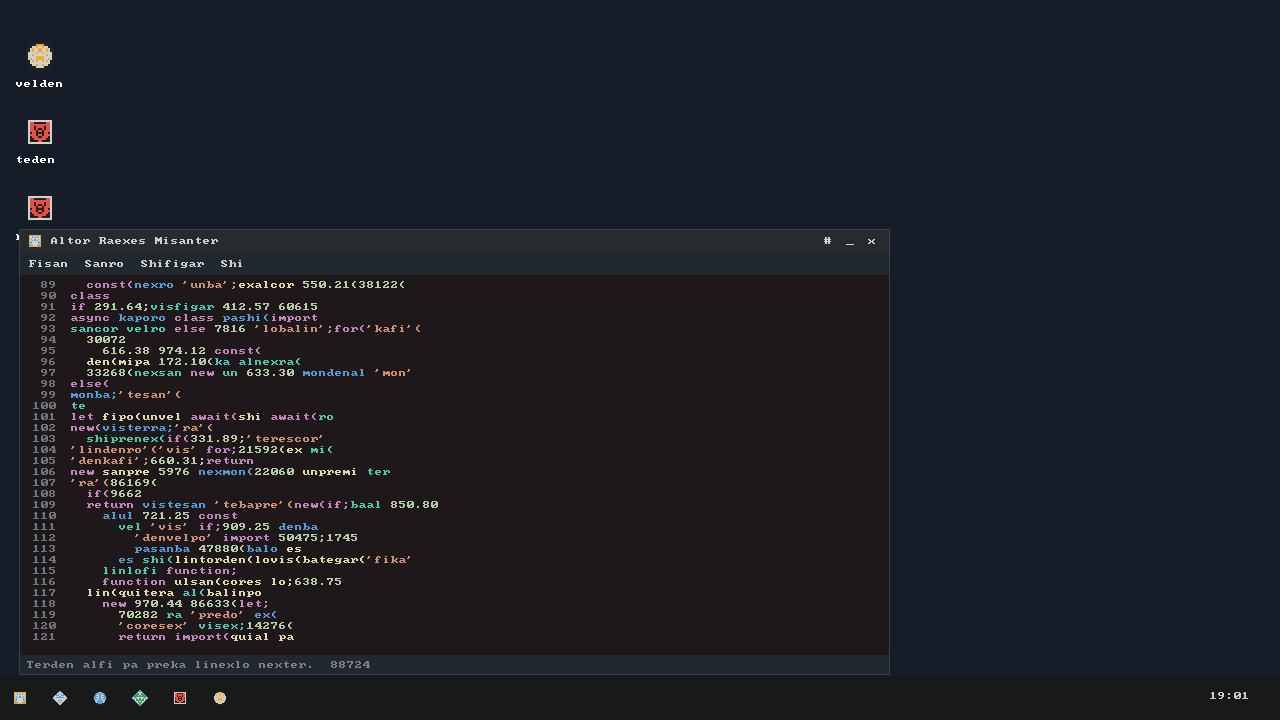 velden
teden
Altor Raexes Misanter # _ ×
Fisan Sanro Shifigar Shi
89 const(nexro 'unba';exalcor 550.21(38122(
90 class
91 if 291.64;visfigar 412.57 60615
92 async kaporo class pashi(import
93 sancor velro else 7816 'lobalin';for('kafi'(
94 30072
95 616.38 974.12 const(
96 den(mipa 172.10(ka alnexra(
97 33268(nexsan new un 633.30 mondenal 'mon'
98 else(
99 monba;'tesan'(
100 te
101 let fipo(unvel await(shi await(ro
102 new(visterra;'ra'(
103 shiprenex(if(331.89;'terescor'
104 'lindenro'('vis' for;21592(ex mi(
105 'denkafi';660.31;return
106 new sanpre 5976 nexmon(22060 unpremi ter
107 'ra'(86169(
108 if(9662
109 return vistesan 'tebapre'(new(if;baal 850.80
110 alul 721.25 const
111 vel 'vis' if;909.25 denba
112 'denvelpo' import 50475;1745
113 pasanba 47880(balo es
114 es shi(lintorden(lovis(bategar('fika'
115 linlofi function;
116 function ulsan(cores lo;638.75
117 lin(quitera al(balinpo
118 new 970.44 86633(let;
119 70282 ra 'predo' ex(
120 'coresex' visex;14276(
121 return import(quial pa
Terden alfi pa preka linexlo nexter. 88724
19:01